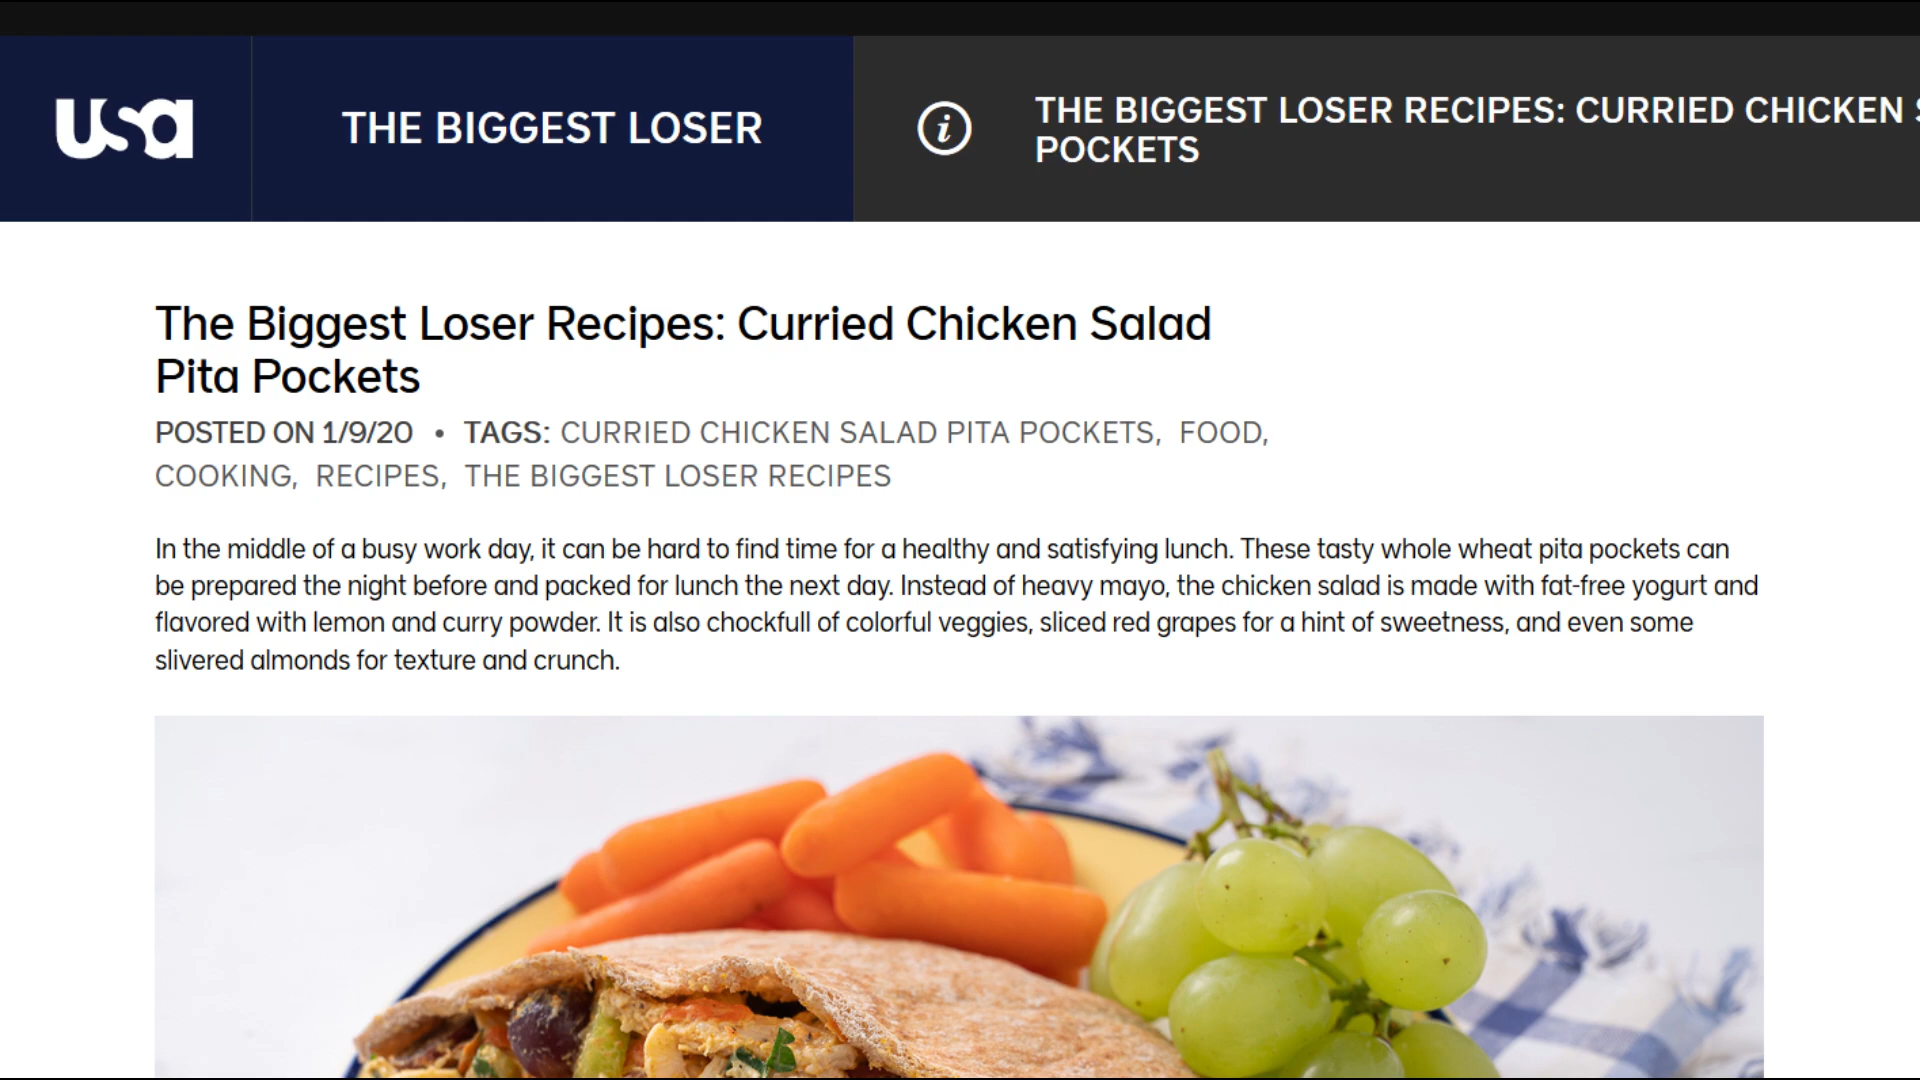 usa
THE BIGGEST LOSER
THE BIGGEST LOSER RECIPES: CURRIED CHICKEN
POCKETS
The Biggest Loser Recipes: Curried Chicken Salad
Pita Pockets
POSTED ON 1/9/20 • TAGS: CURRIED CHICKEN SALAD PITA POCKETS, FOOD,
COOKING, RECIPES, THE BIGGEST LOSER RECIPES
In the middle of a busy work day, it can be hard to find time for a healthy and satisfying lunch. These tasty whole wheat pita pockets can
be prepared the night before and packed for lunch the next day. Instead of heavy mayo, the chicken salad is made with fat-free yogurt and
flavored with lemon and curry powder. It is also chockfull of colorful veggies, sliced red grapes for a hint of sweetness, and even some
slivered almonds for texture and crunch.